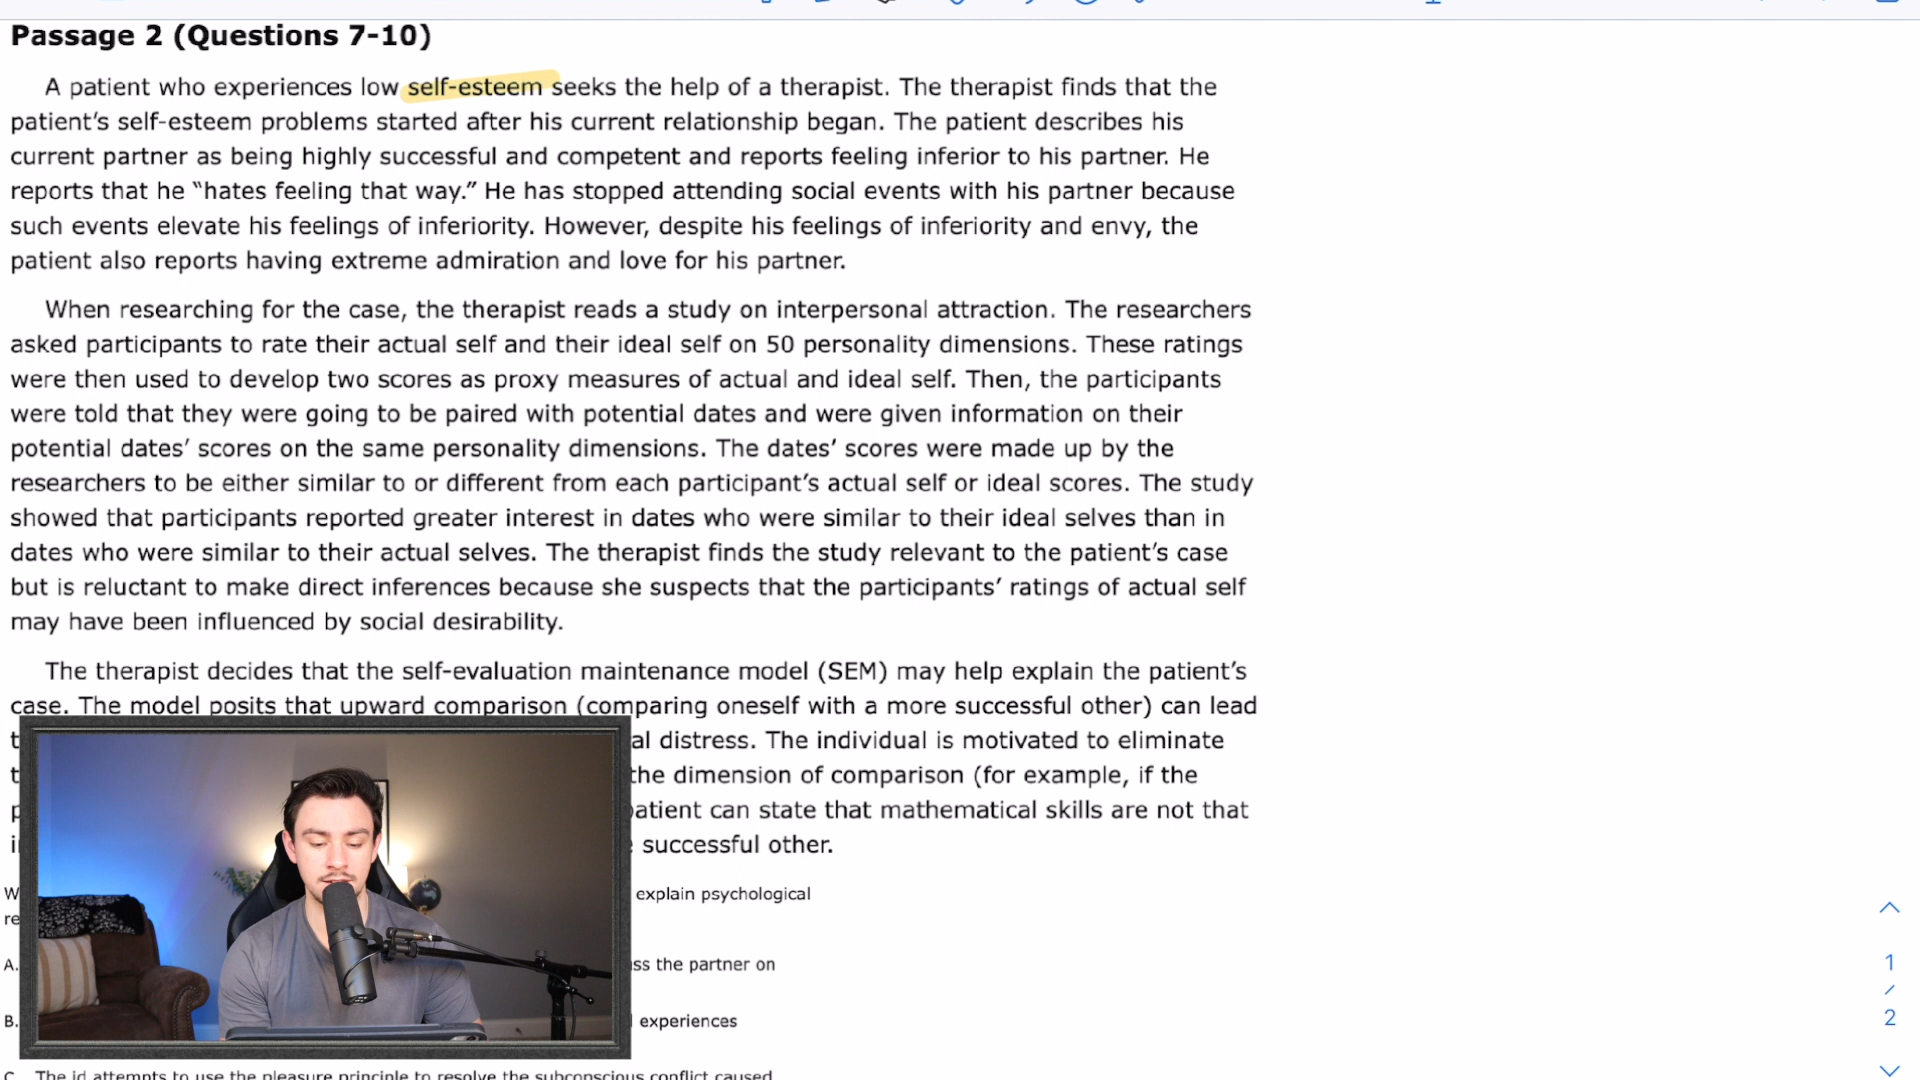 Passage 2 (Questions 7-10)
A patient who experiences low self-esteem seeks the help of a therapist. The therapist finds that the
patient's self-esteem problems started after his current relationship began. The patient describes his
current partner as being highly successful and competent and reports feeling inferior to his partner. He
reports that he “hates feeling that way.” He has stopped attending social events with his partner because
such events elevate his feelings of inferiority. However, despite his feelings of inferiority and envy, the
patient also reports having extreme admiration and love for his partner.
When researching for the case, the therapist reads a study on interpersonal attraction. The researchers
asked participants to rate their actual self and their ideal self on 50 personality dimensions. These ratings
were then used to develop two scores as proxy measures of actual and ideal self. Then, the participants
were told that they were going to be paired with potential dates and were given information on their
potential dates’ scores on the same personality dimensions. The dates’ scores were made up by the
researchers to be either similar to or different from each participant’s actual self or ideal scores. The study
showed that participants reported greater interest in dates who were similar to their ideal selves than in
dates who were similar to their actual selves. The therapist finds the study relevant to the patient’s case
but is reluctant to make direct inferences because she suspects that the participants’ ratings of actual self
may have been influenced by social desirability.
The therapist decides that the self-evaluation maintenance model (SEM) may help explain the patient’s
case. The model posits that upward comparison (comparing oneself with a more successful other) can lead
al distress. The individual is motivated to eliminate
the dimension of comparison (for example, if the
patient can state that mathematical skills are not that
successful other.
explain psychological
re
A. ss the partner on
B. experiences
C. The id attempts to use the pleasure principle to resolve the subconscious conflict caused
1
/
2